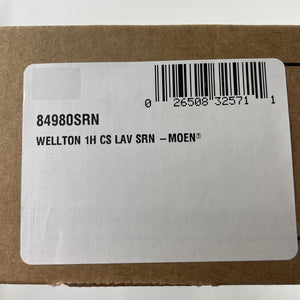 0 26508 32571 1
84980SRN
WELLTON 1H CS LAV SRN –MOEN®